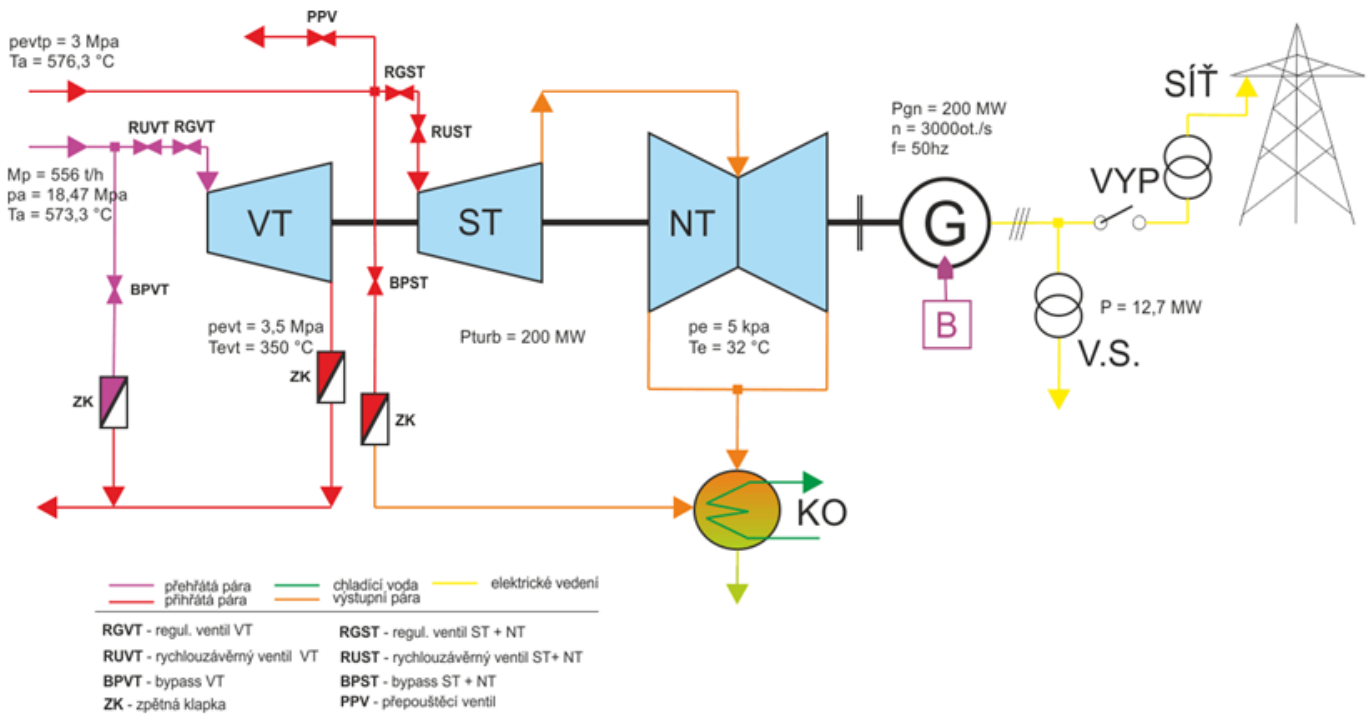 PPV
pevtp = 3 Mpa
Ta = 576,3 °C
RGST
RUST
RUVT RGVT
Mp = 556 t/h
pa = 18,47 Mpa
Ta = 573,3 °C
VT
ST
NT
Pgn = 200 MW
n = 3000ot./s
f= 50hz
G
B
SÍŤ
VYP
P = 12,7 MW
V.S.
BPVT
BPST
pevt = 3,5 Mpa
Tevt = 350 °C
Pturb = 200 MW
pe = 5 kpa
Te = 32 °C
ZK
ZK
ZK
KO
přehřátá pára
chladící voda
elektrické vedení
přihřátá pára
výstupní pára
RGVT - regul. ventil VT
RGST - regul. ventil ST + NT
RUVT - rychlouzávěrný ventil VT
RUST - rychlouzávěrný ventil ST+ NT
BPVT - bypass VT
BPST - bypass ST + NT
ZK - zpětná klapka
PPV - přepouštěcí ventil